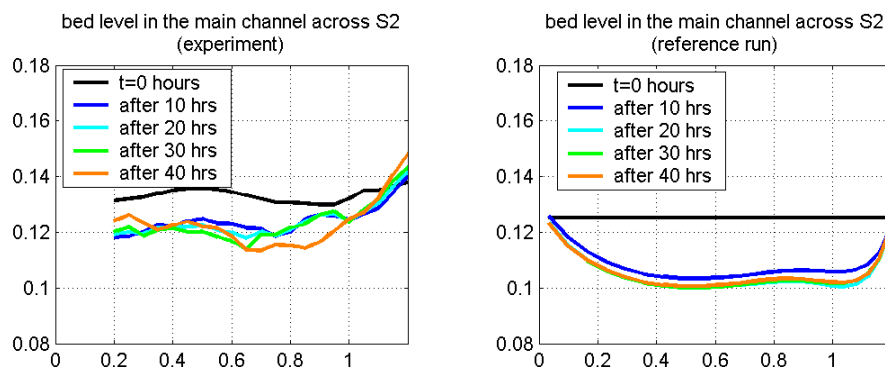 bed level in the main channel across S2
(experiment)
0.18
0.16
0.14
0.12
0.1
0.08
0
0.2
0.4
0.6
0.8
1
t=0 hours
after 10 hrs
after 20 hrs
after 30 hrs
after 40 hrs
bed level in the main channel across S2
(reference run)
0.18
0.16
0.14
0.12
0.1
0.08
0
0.2
0.4
0.6
0.8
1
t=0 hours
after 10 hrs
after 20 hrs
after 30 hrs
after 40 hrs